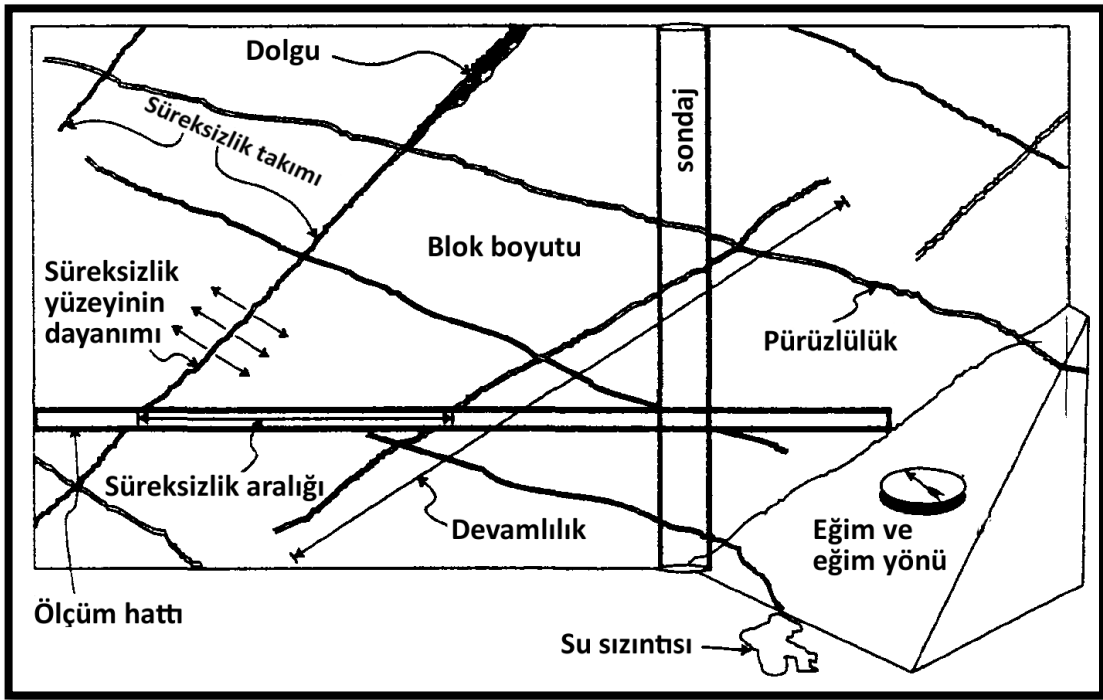 Dolgu
sondaj
Süreksizlik takımı
Blok boyutu
Süreksizlik
yüzeyinin
dayanımı
Pürüzlülük
Süreksizlik aralığı
Devamlılık
Eğim ve
eğim yönü
Ölçüm hattı
Su sızıntısı